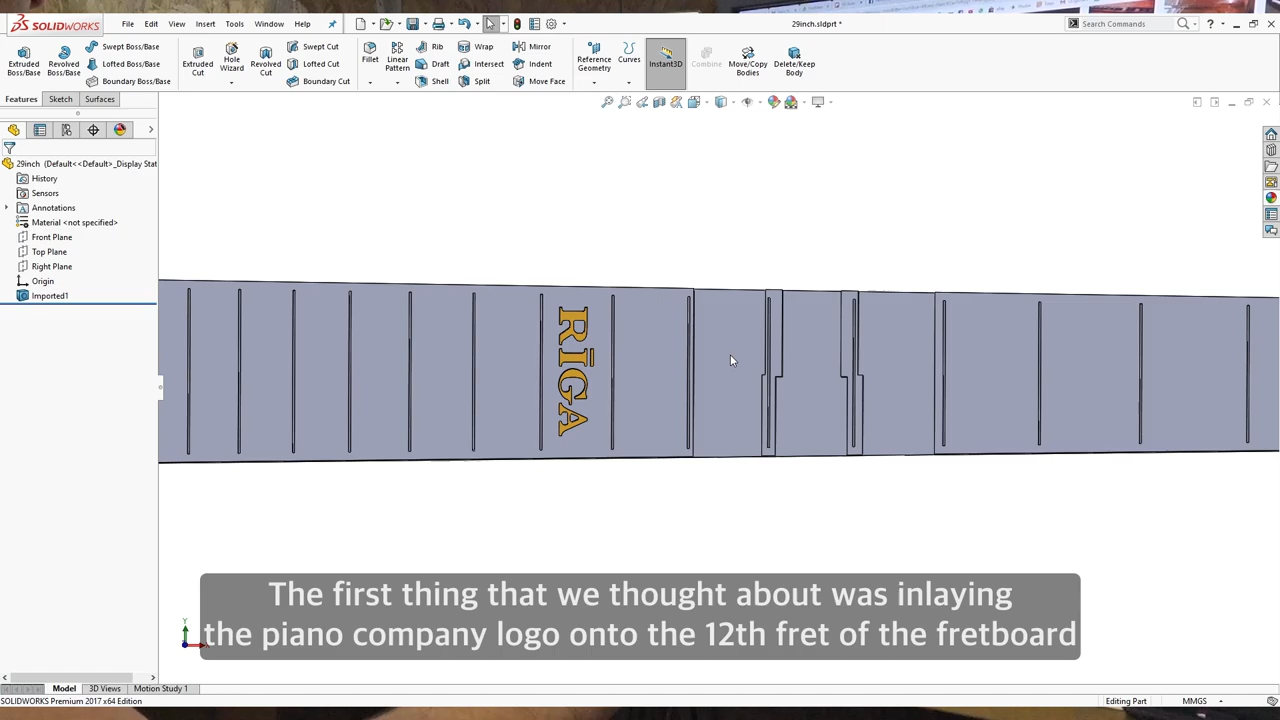 SOLIDWORKS
File Edit View Insert Tools Window Help
29inch.sldprt *
Search Commands
Extruded Boss/Base
Revolved Boss/Base
Swept Boss/Base
Lofted Boss/Base
Boundary Boss/Base
Extruded Cut
Hole Wizard
Revolved Cut
Swept Cut
Lofted Cut
Boundary Cut
Fillet
Linear Pattern
Rib
Draft
Shell
Wrap
Intersect
Split
Mirror
Indent
Move Face
Reference Geometry
Curves
Instant3D
Combine
Move/Copy Bodies
Delete/Keep Body
Features Sketch Surfaces
29inch (Default<<Default>_Display Stat
History
Sensors
Annotations
Material <not specified>
Front Plane
Top Plane
Right Plane
Origin
Imported1
RĪGA
The first thing that we thought about was inlaying
the piano company logo onto the 12th fret of the fretboard
Y
Model 3D Views Motion Study 1
SOLIDWORKS Premium 2017 x64 Edition
Editing Part
MMGS